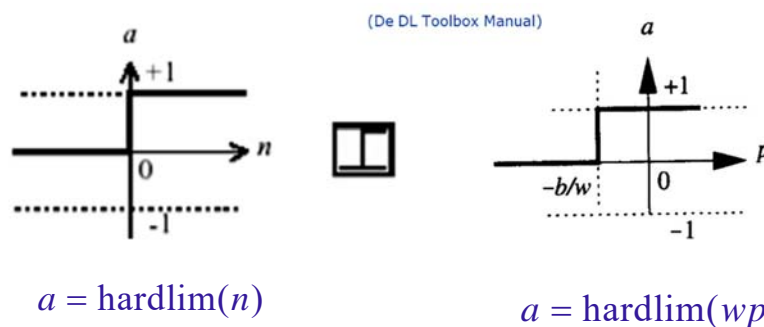 (De DL Toolbox Manual)
a
+1
n
0
-1
a
+1
p
-b/w
0
-1
a = hardlim(n)
a = hardlim(wp